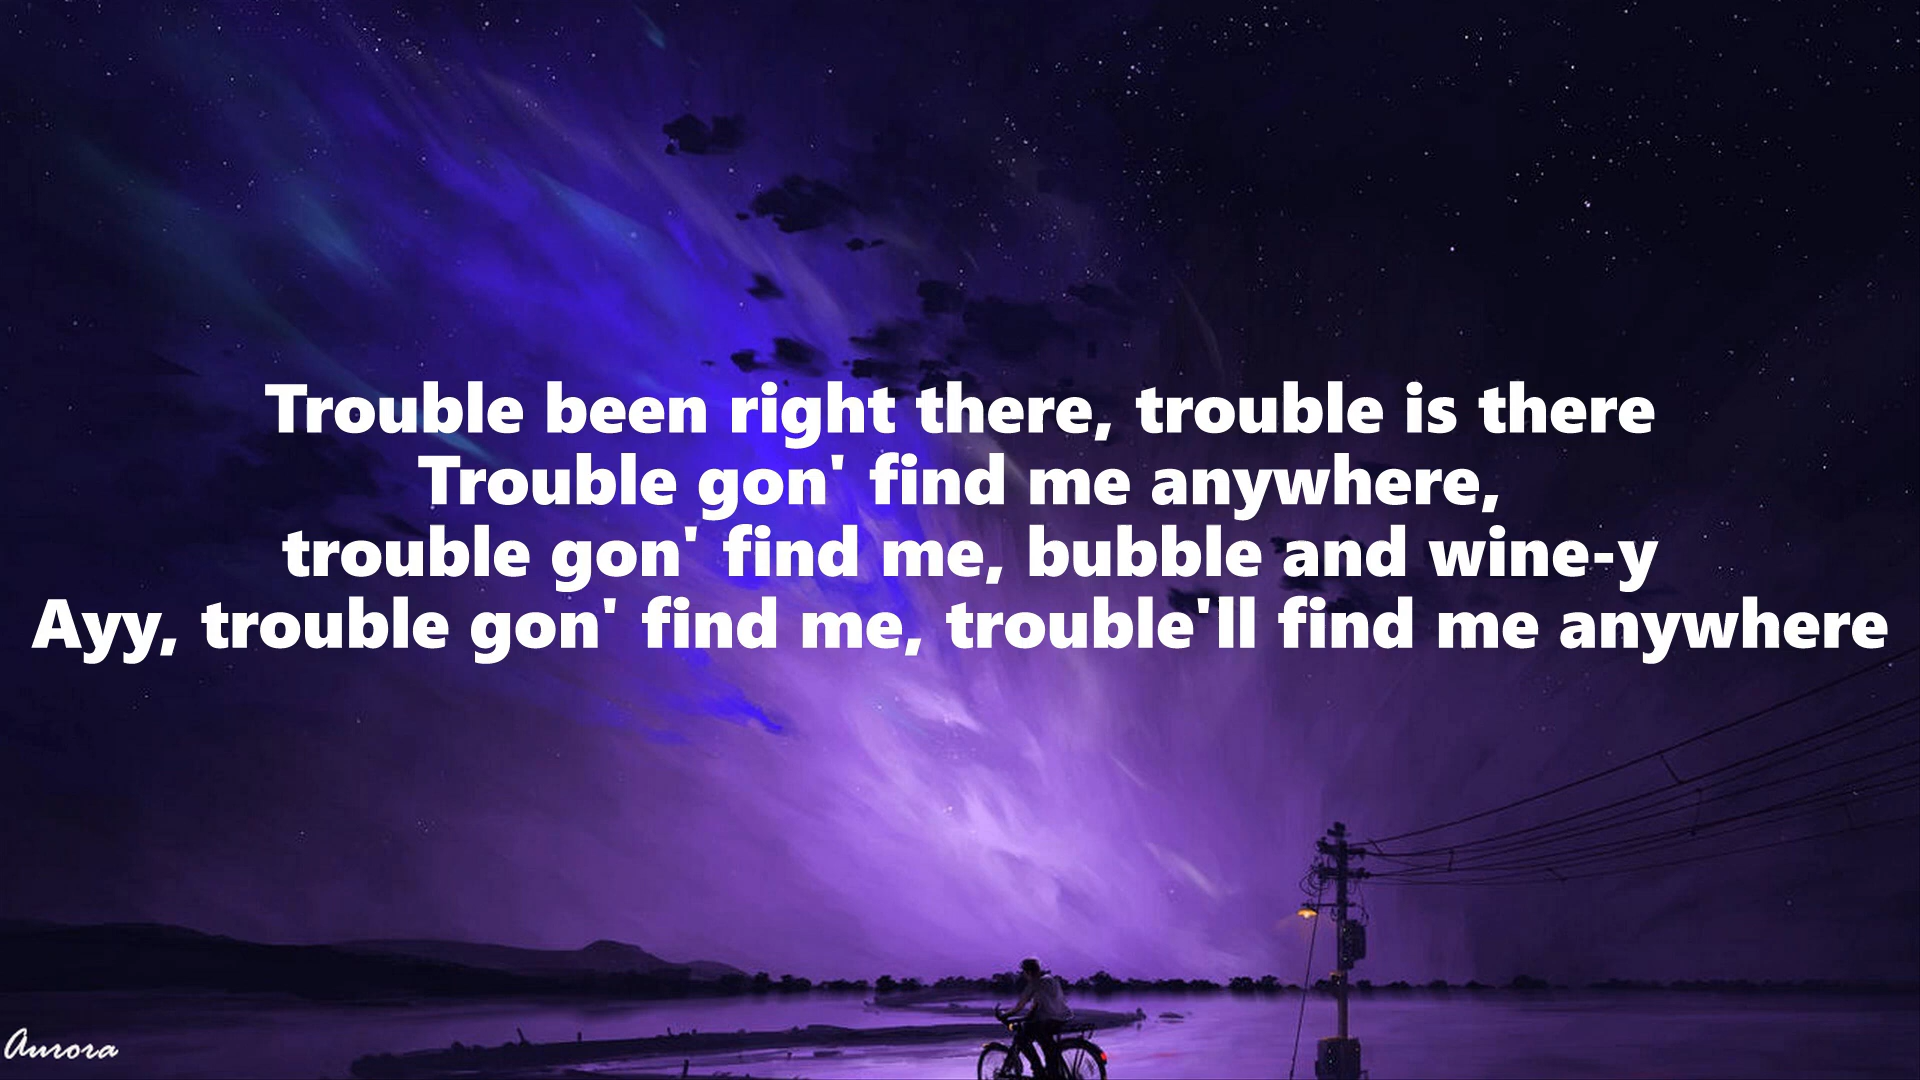 Trouble been right there, trouble is there
Trouble gon' find me anywhere,
trouble gon' find me, bubble and wine-y
Ayy, trouble gon' find me, trouble'll find me anywhere
Aurora